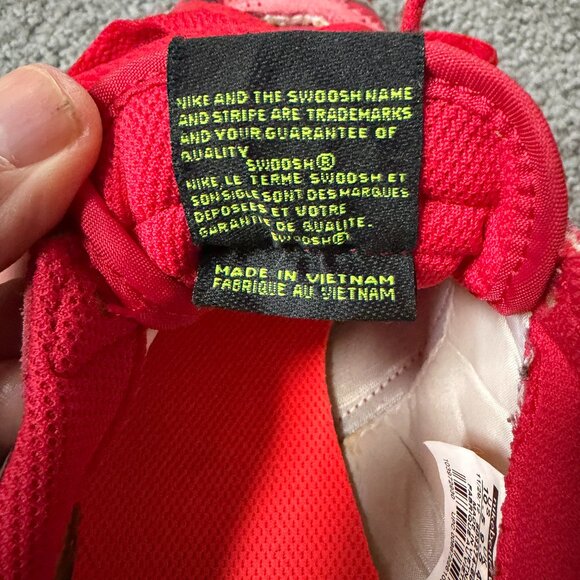 NIKE AND THE SWOOSH NAME
AND STRIPE ARE TRADEMARKS
AND YOUR GUARANTEE OF
QUALITY
SWOOSH®
NIKE, LE TERME SWOOSH ET
SON SIGLE SONT DES MARQUES
DEPOSEES ET VOTRE
GARANTIE DE QUALITE.
SWOOSH®
MADE IN VIETNAM
FABRIQUE AU VIETNAM